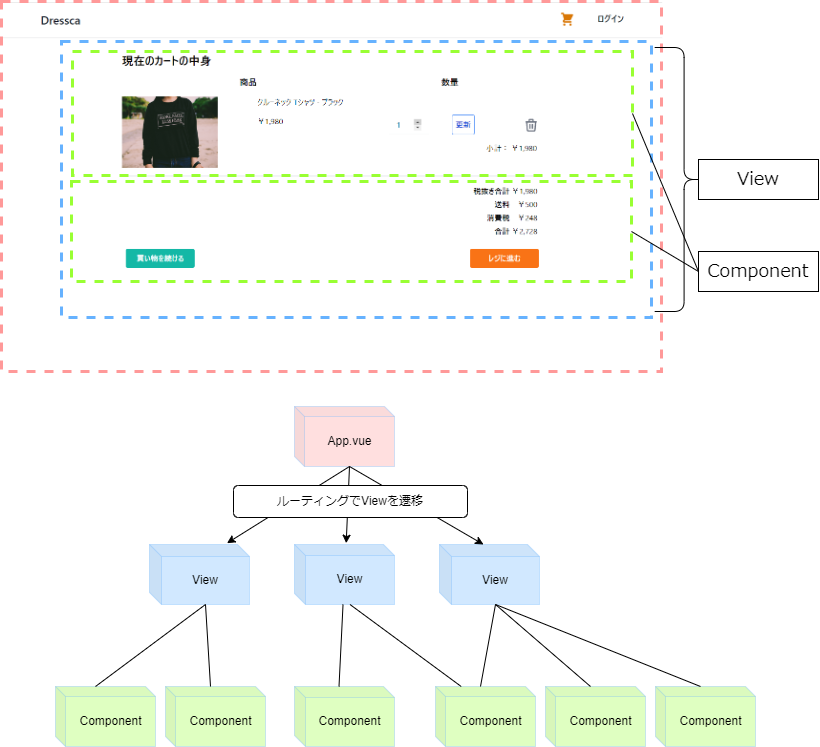 Dressca
ログイン
現在のカートの中身
商品
数量
クルーネック Tシャツ - ブラック
￥1,980
1
更新
小計： ￥1,980
税抜き合計 ￥1,980
送料 ￥500
消費税 ￥248
合計 ￥2,728
買い物を続ける
レジに進む
View
Component
App.vue
ルーティングでViewを遷移
View
View
View
Component
Component
Component
Component
Component
Component